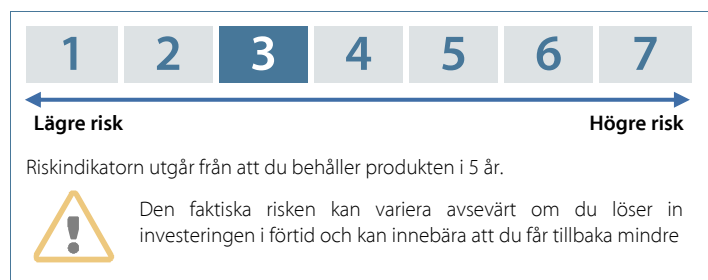 1 2 3 4 5 6 7
Lägre risk Högre risk
Riskindikatorn utgår från att du behåller produkten i 5 år.
Den faktiska risken kan variera avsevärt om du löser in
investeringen i förtid och kan innebära att du får tillbaka mindre